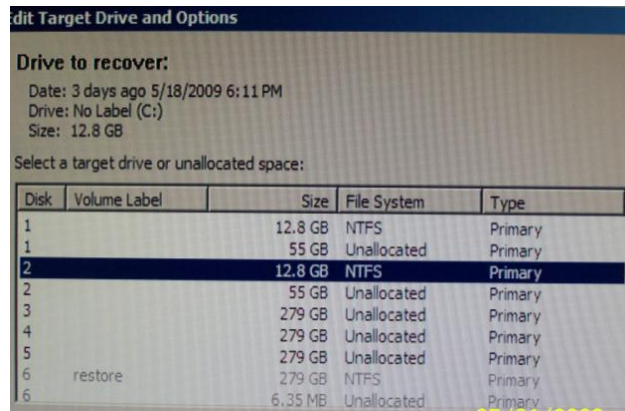 Edit Target Drive and Options
Drive to recover:
Date: 3 days ago 5/18/2009 6:11 PM
Drive: No Label (C:)
Size: 12.8 GB
Select a target drive or unallocated space:
Disk Volume Label Size File System Type
1 12.8 GB NTFS Primary
1 55 GB Unallocated Primary
2 12.8 GB NTFS Primary
2 55 GB Unallocated Primary
3 279 GB Unallocated Primary
4 279 GB Unallocated Primary
5 279 GB Unallocated Primary
6 restore 279 GB NTFS Primary
6 6.35 MB Unallocated Primary